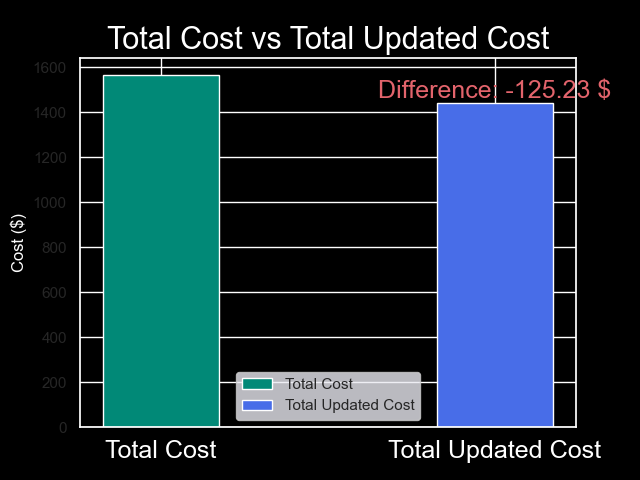 Total Cost vs Total Updated Cost
1600
Difference: -125.23 $
1400
1200
1000
800
600
400
200
0
Cost ($)
Total Cost
Total Updated Cost
Total Cost
Total Updated Cost